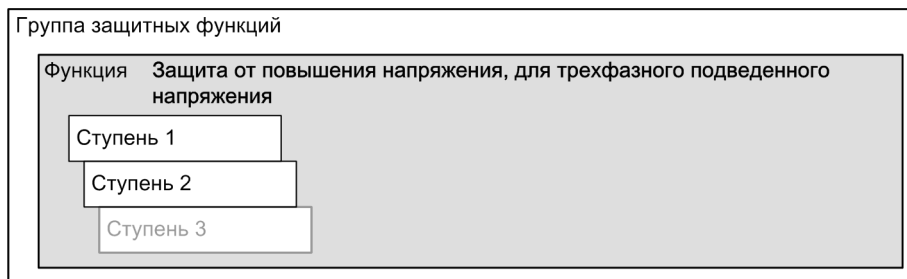 Группа защитных функций
Функция Защита от повышения напряжения, для трехфазного подведенного
напряжения
Ступень 1
Ступень 2
Ступень 3